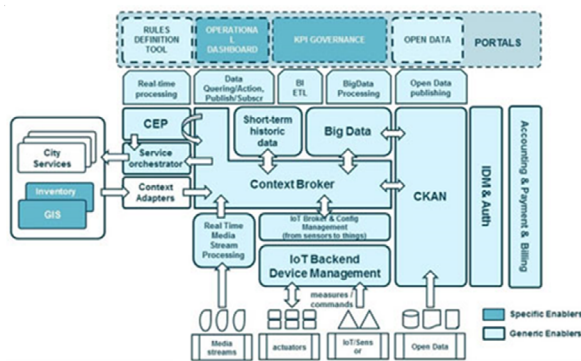 RULES
DEFINITION
TOOL
OPERATIONA
L
DASHBOARD
KPI GOVERNANCE
OPEN DATA
PORTALS
Real-time
processing
Data
Quering/Action,
Publish/Subscr
BI
ETL
BigData
Processing
Open Data
publishing
CEP
Short-term
historic
data
Big Data
City
Services
Service
orchestrator
Context Broker
CKAN
IDM & Auth
Accounting & Payment & Billing
Inventory
GIS
Context
Adapters
Real Time
Media
Stream
Processing
IoT Broker & Config
Management
(from sensors to things)
IoT Backend
Device Management
measures /
commands
Media
streams
actuators
IoT/Sens
or
Open Data
Specific Enablers
Generic Enablers